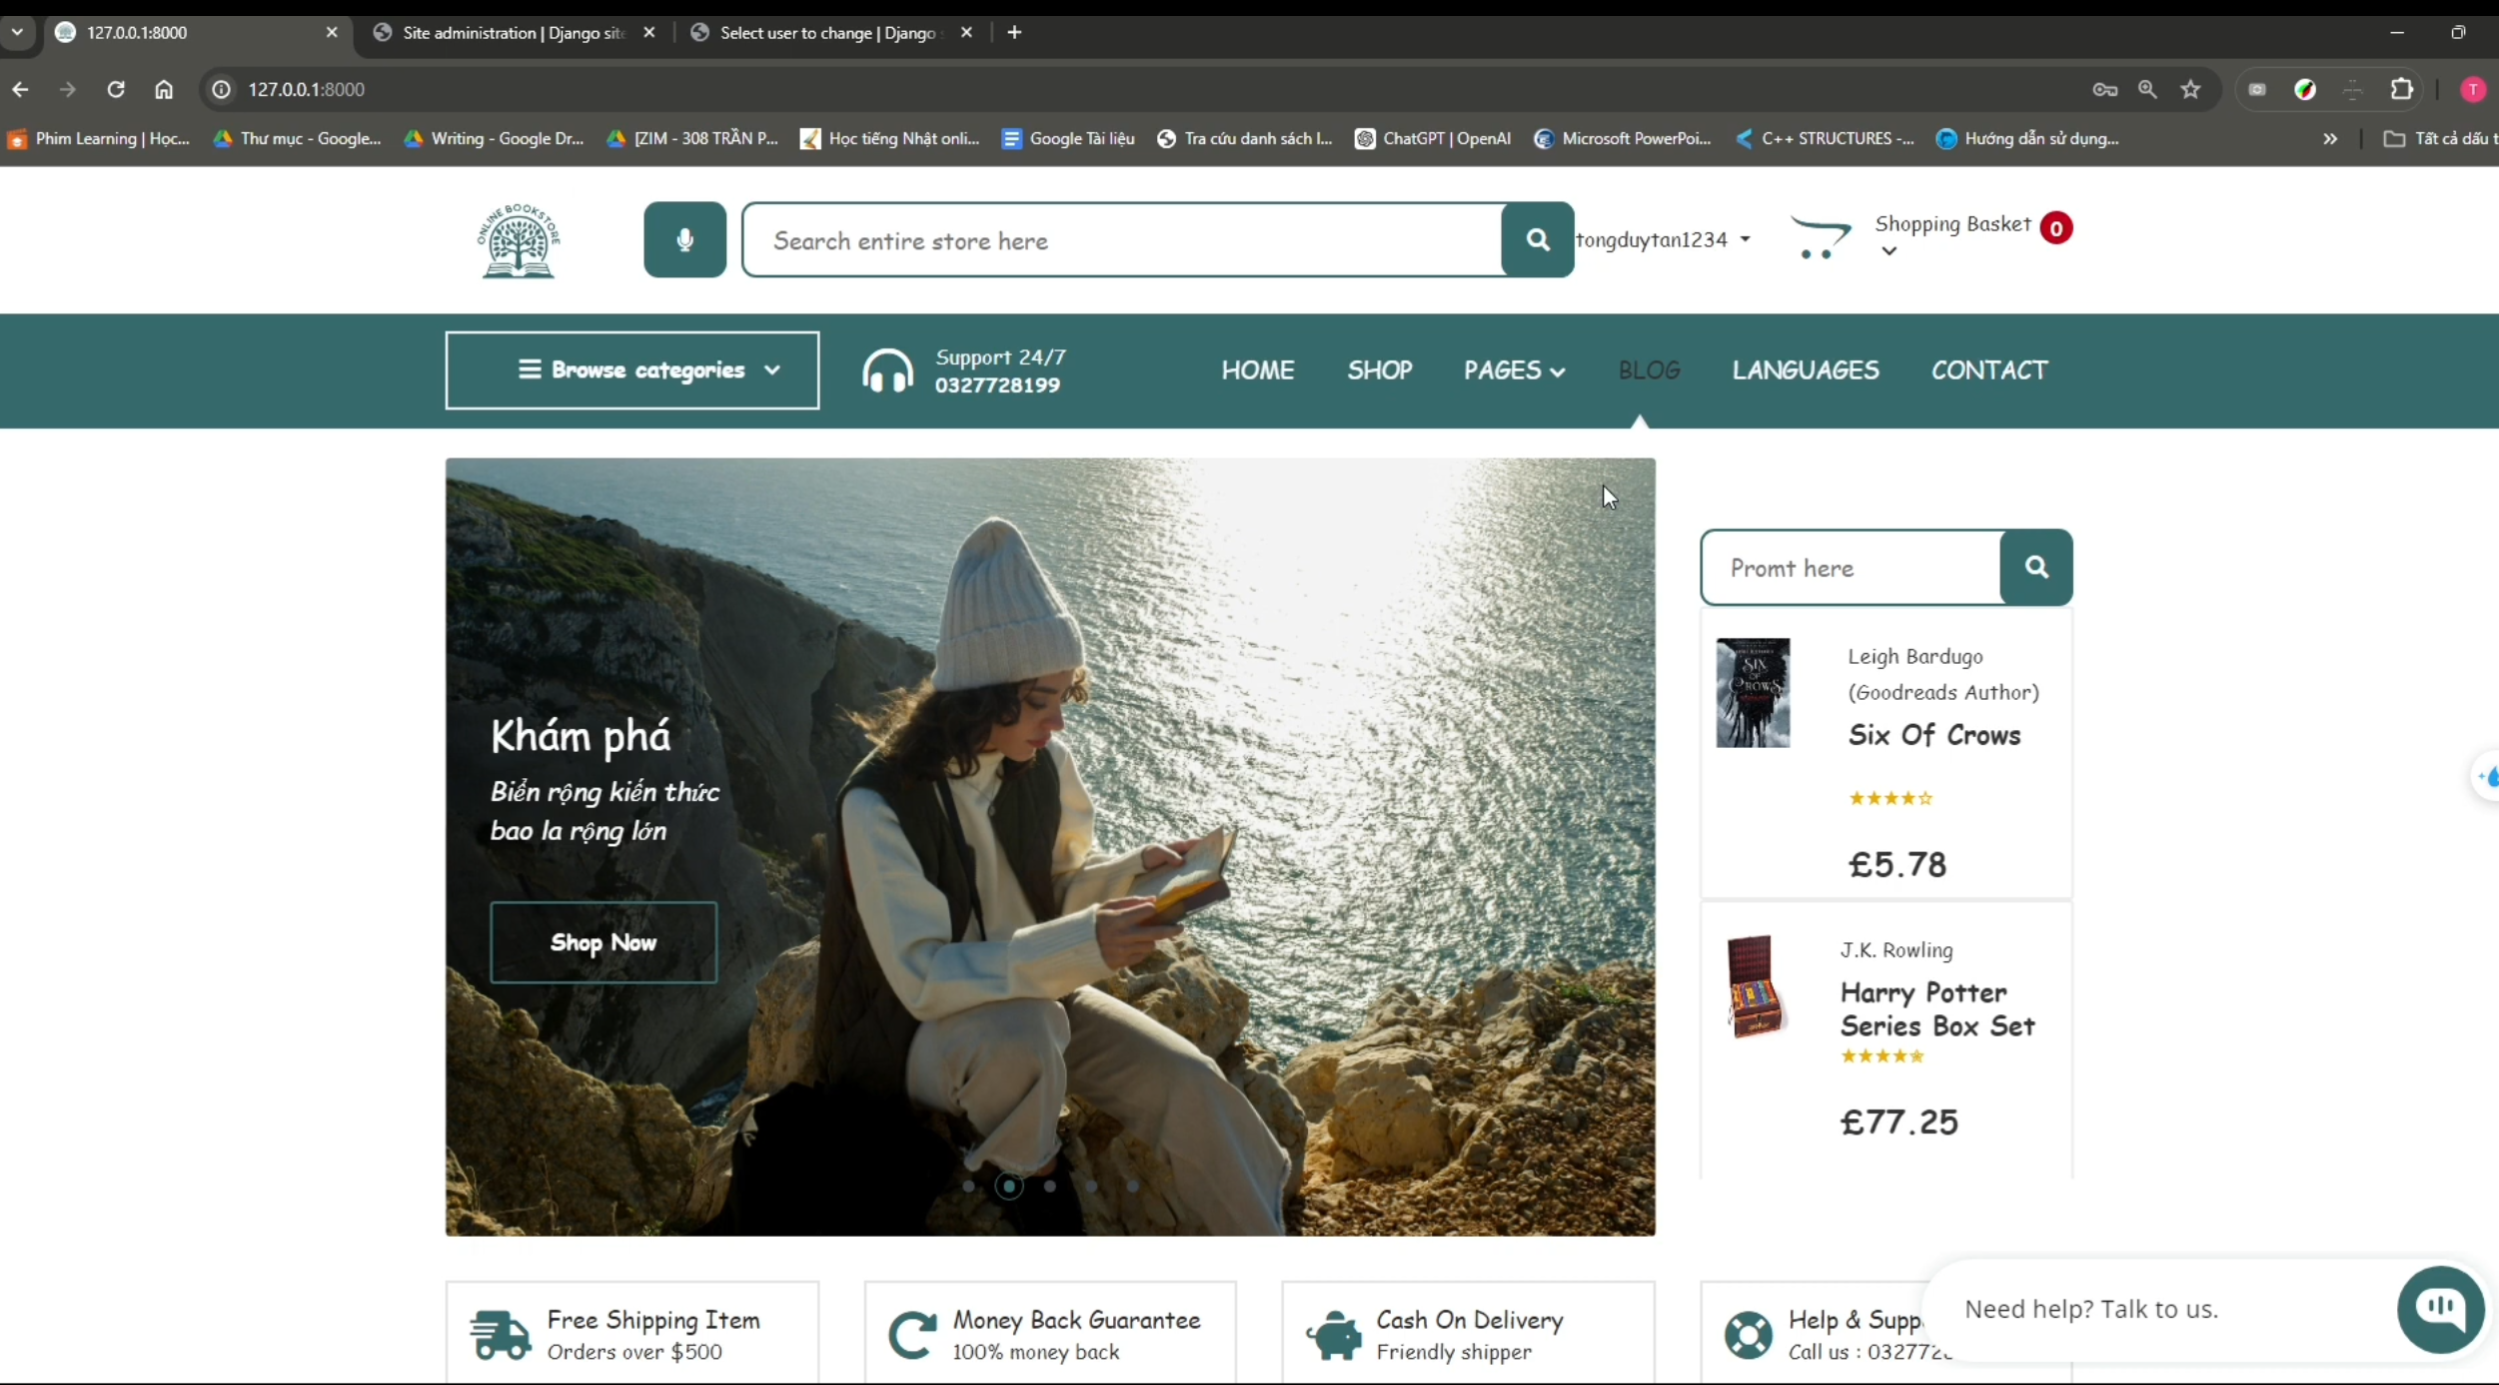 127.0.0.1:8000
Site administration | Django site
Select user to change | Django s
127.0.0.1:8000
T
Phim Learning | Học...
Thư mục - Google...
Writing - Google Dr...
[ZIM - 308 TRẦN P...
Học tiếng Nhật onli...
Google Tài liệu
Tra cứu danh sách l...
ChatGPT | OpenAI
Microsoft PowerPoi...
C++ STRUCTURES -...
Hướng dẫn sử dụng...
Tất cả dấu t
ONLINE BOOKSTORE
Search entire store here
tongduytan1234
Shopping Basket
0
Browse categories
Support 24/7
0327728199
HOME
SHOP
PAGES
BLOG
LANGUAGES
CONTACT
Khám phá
Biển rộng kiến thức
bao la rộng lớn
Shop Now
Promt here
SIX
OF CROWS
Leigh Bardugo
(Goodreads Author)
Six Of Crows
£5.78
J.K. Rowling
Harry Potter
Series Box Set
£77.25
Free Shipping Item
Orders over $500
Money Back Guarantee
100% money back
Cash On Delivery
Friendly shipper
Help & Supp
Call us : 032772
Need help? Talk to us.